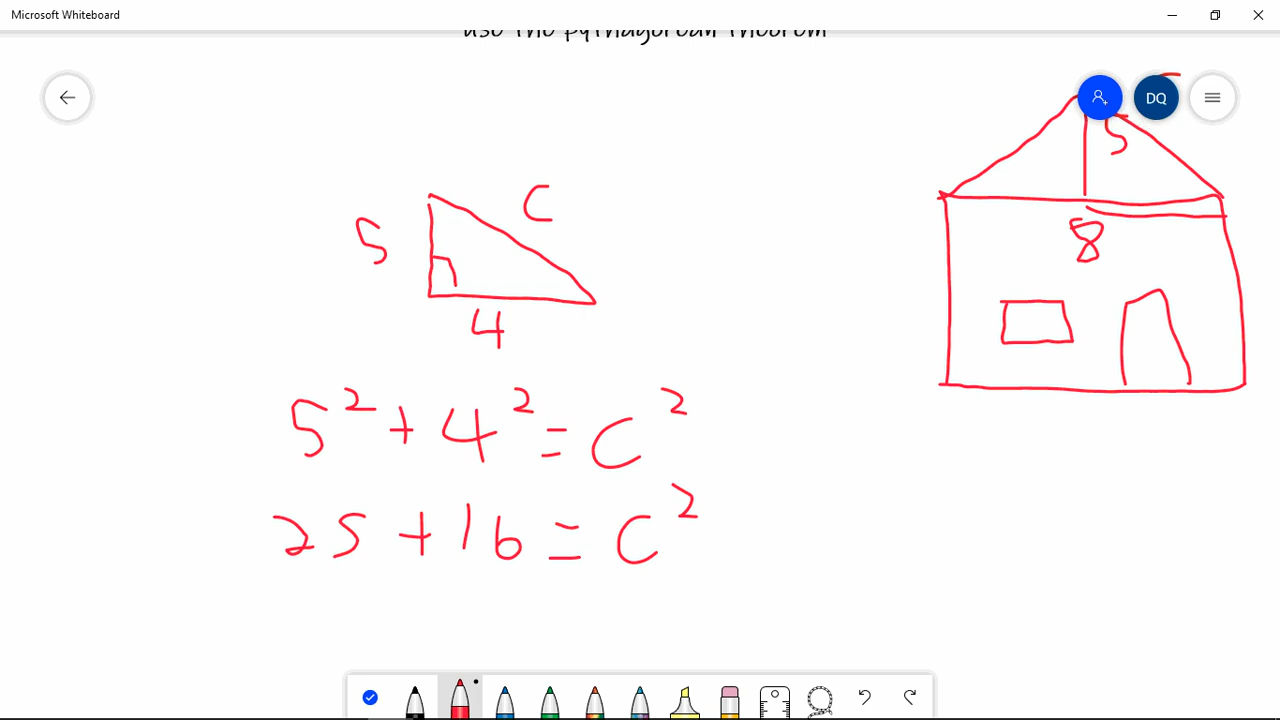 Microsoft Whiteboard
use the pythagorean theorem
DQ
5
C
5
8
4
5² + 4² = C²
25 + 16 = C²